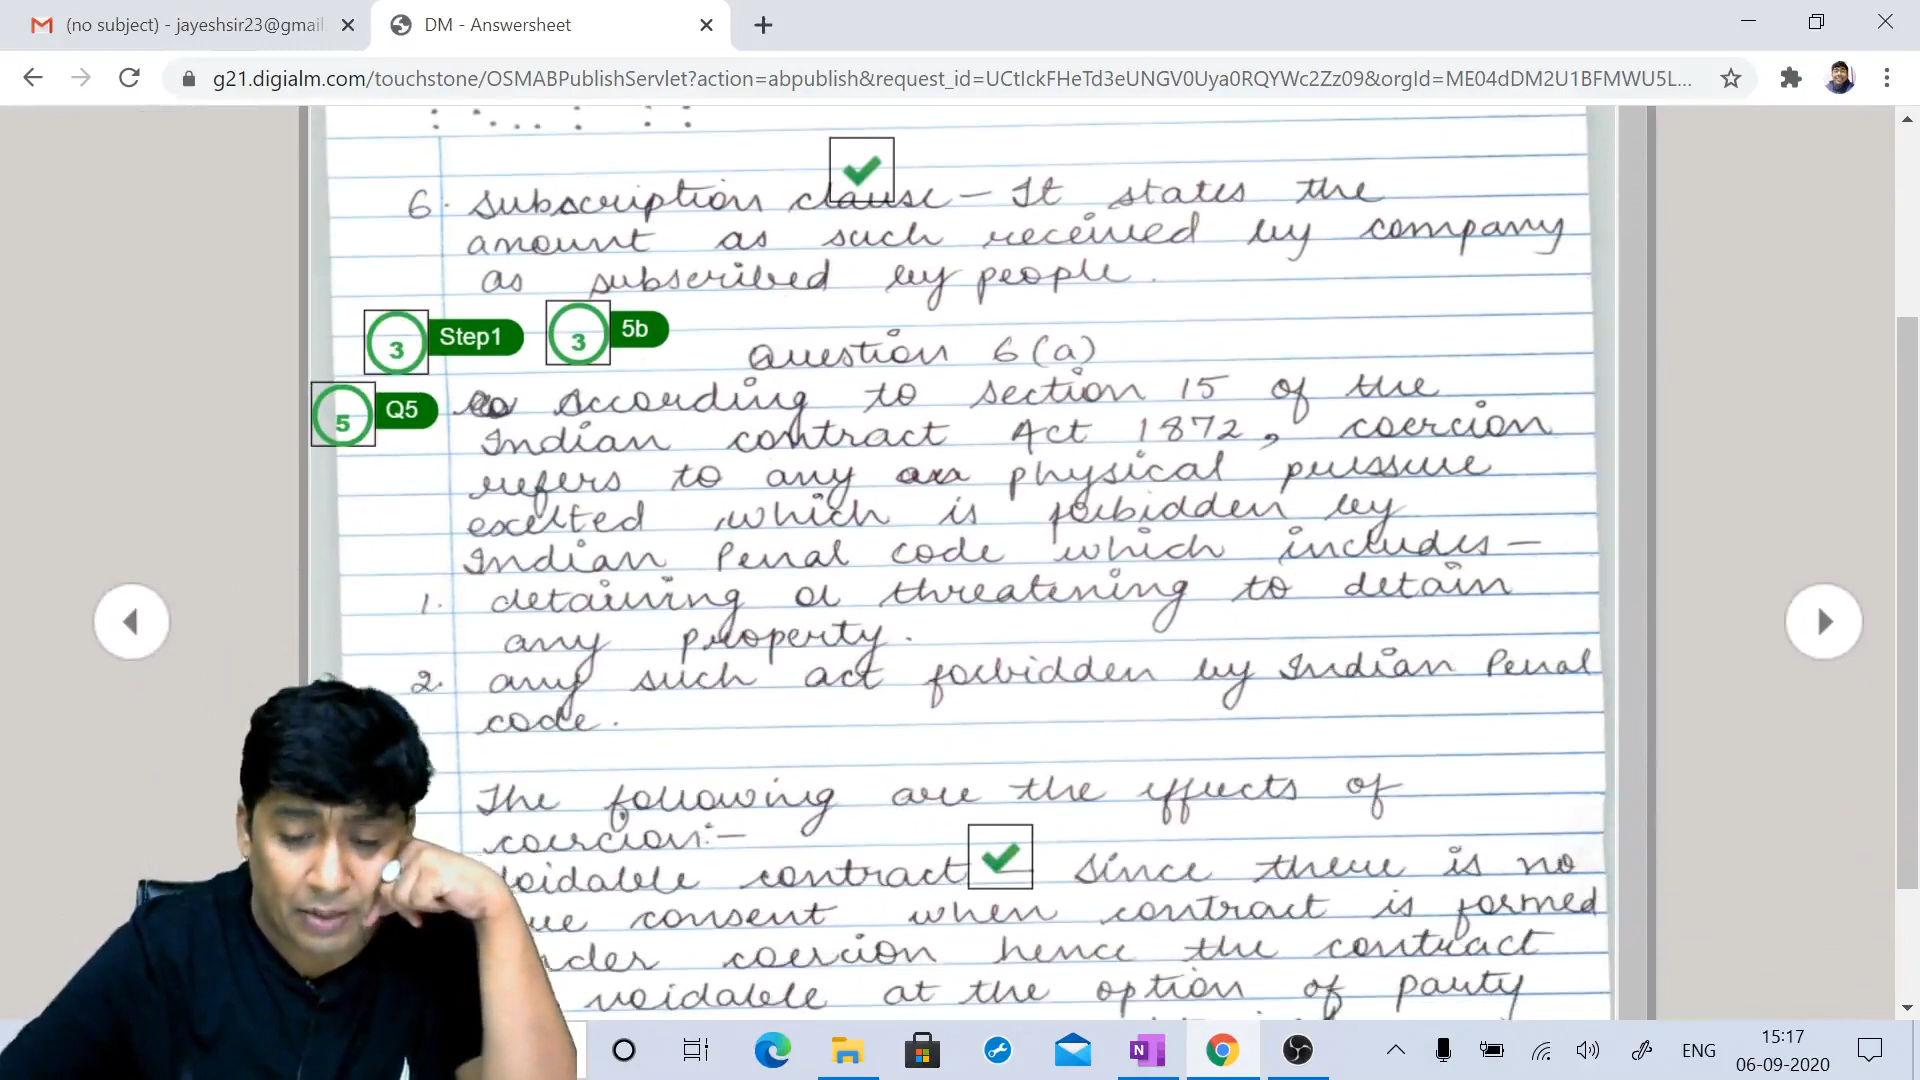 (no subject) - jayeshsir23@gmail
DM - Answersheet
g21.digialm.com/touchstone/OSMABPublishServlet?action=abpublish&request_id=UCtIckFHeTd3eUNGV0Uya0RQYWc2Zz09&orgId=ME04dDM2U1BFMWU5L...
6. Subscription clause - It states the
amount as such received by company
as subscribed by people.
3 Step1 3 5b
Question 6 (a)
5 Q5
According to section 15 of the
Indian contract Act 1872, coercion
refers to any physical pressure
exerted, which is forbidden by
Indian Penal code which includes -
1. detaining or threatening to detain
any property.
2. any such act forbidden by Indian Penal
code.
The following are the effects of
coercion:-
contract - Since there is no
consent when contract is formed
coercion hence the contract
voidable at the option of party
N
ENG
15:17
06-09-2020